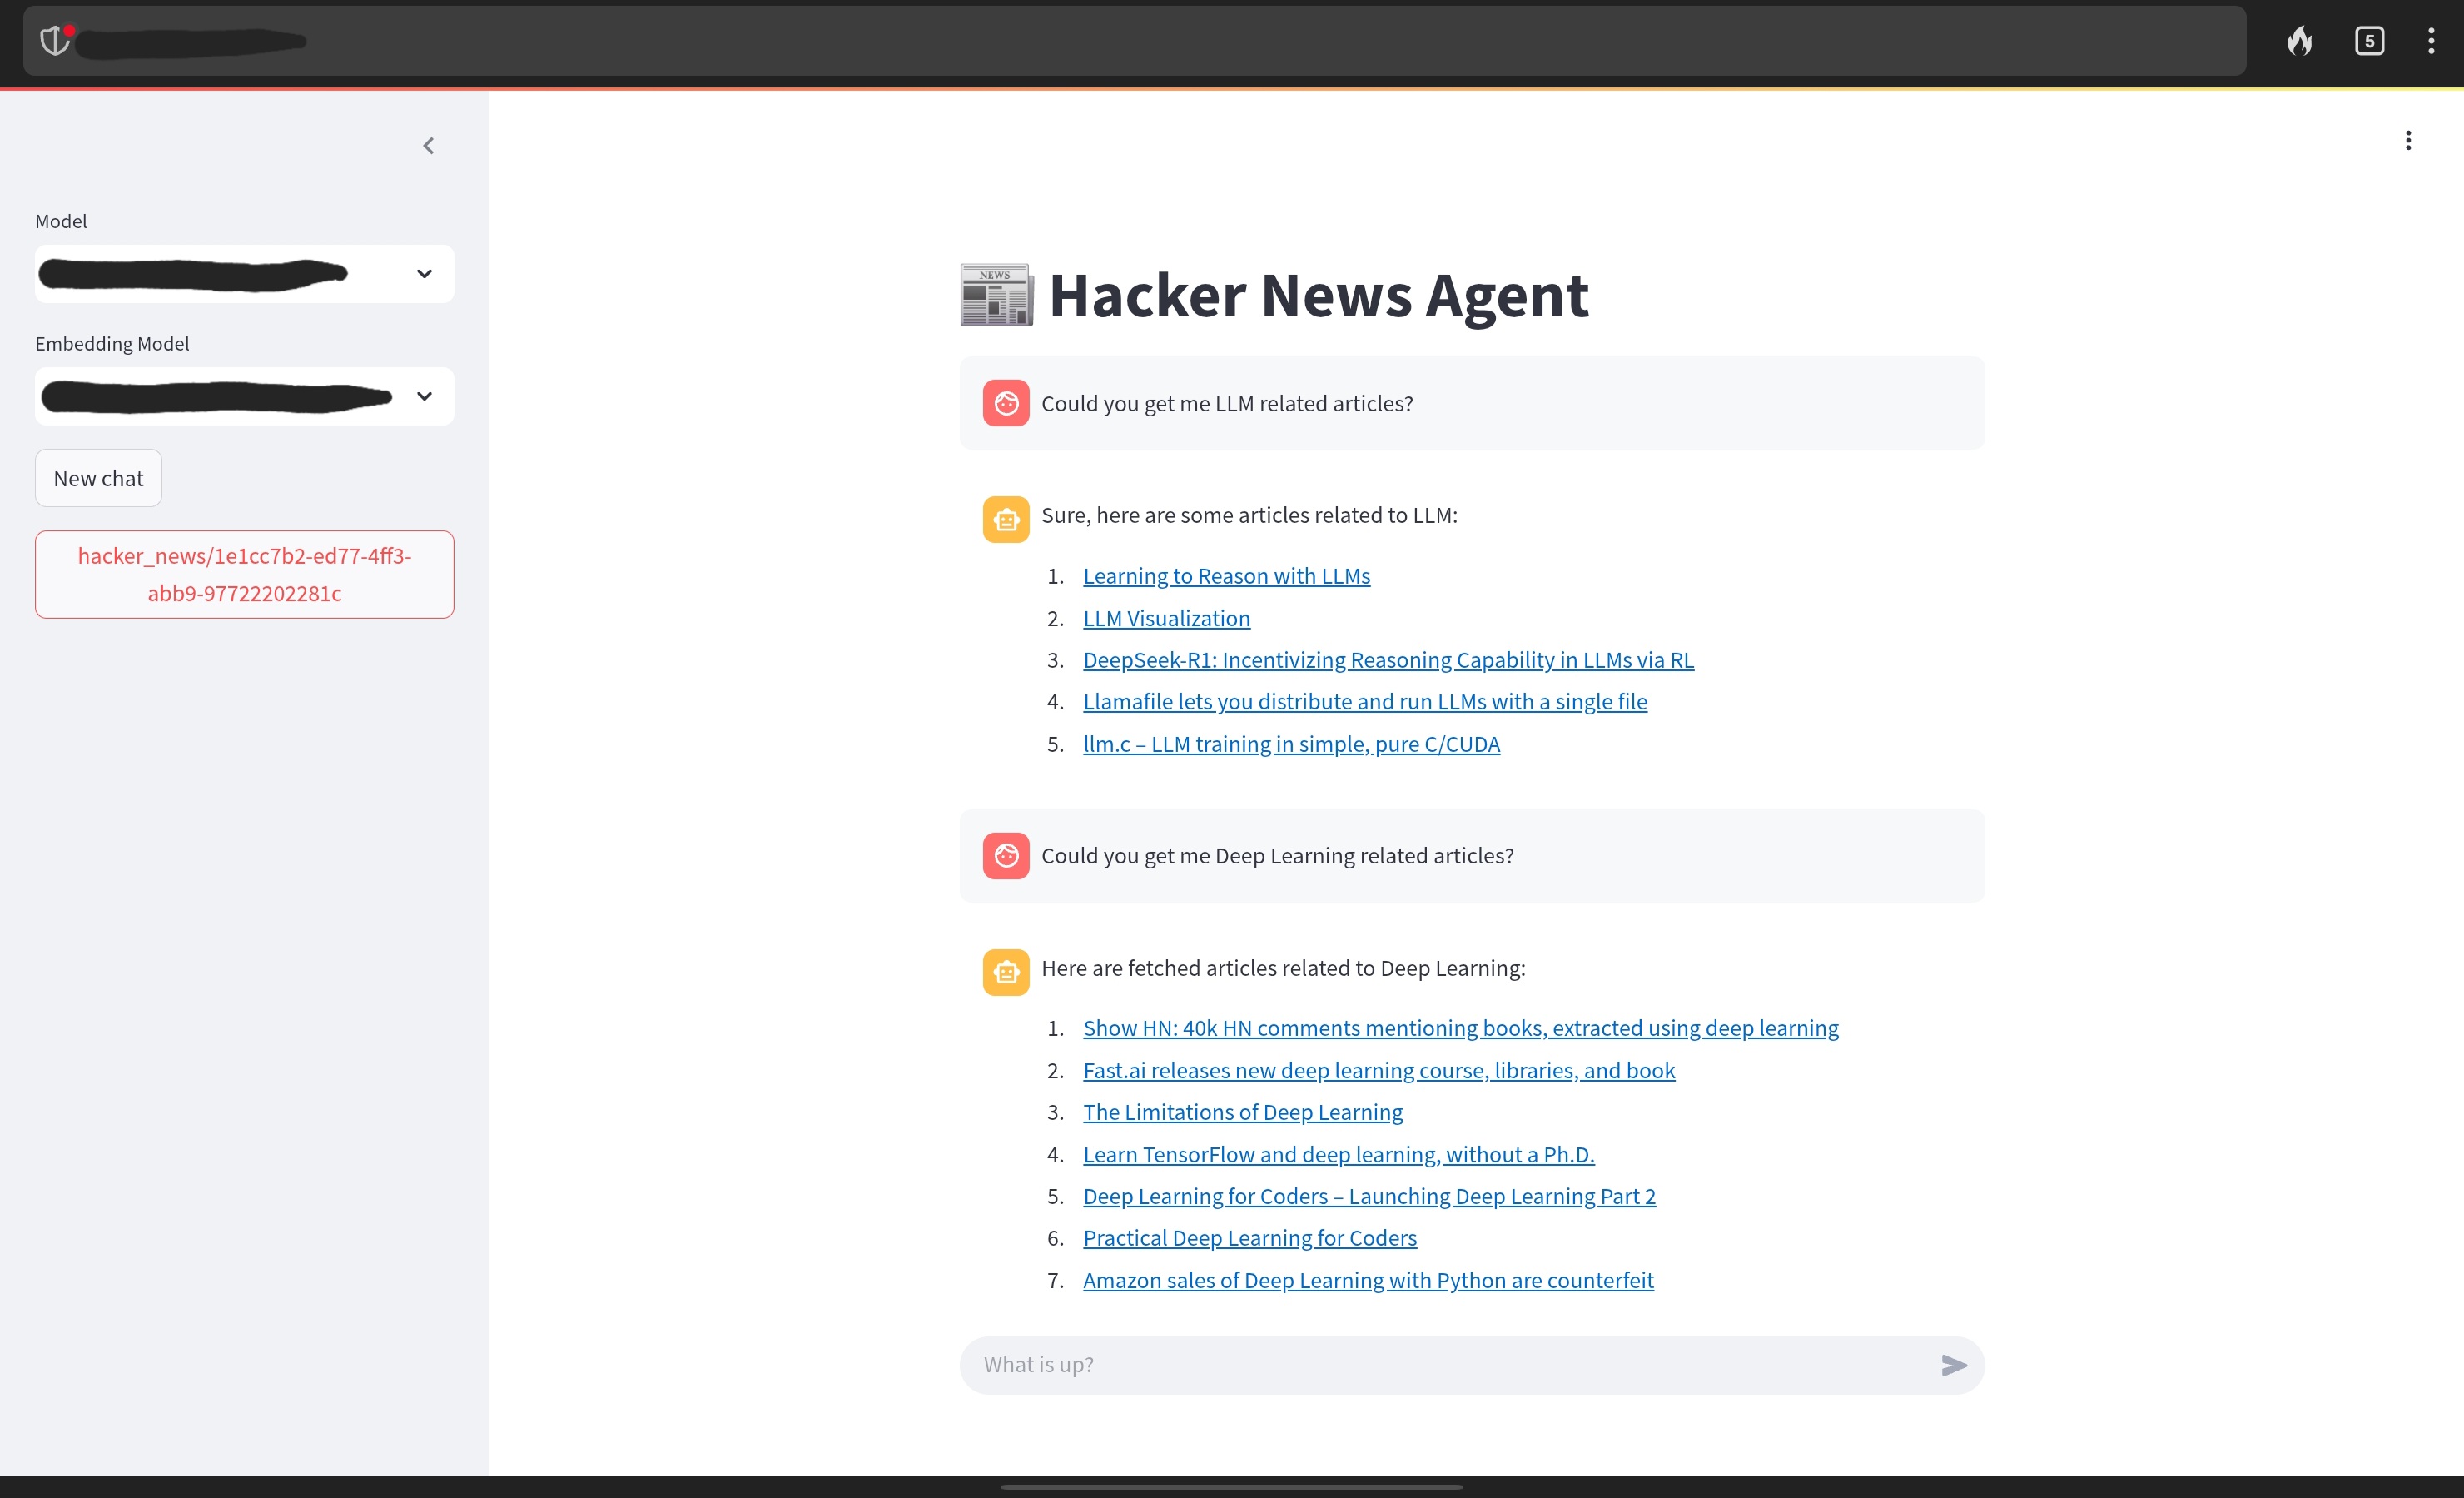 5
Model
Embedding Model
New chat
hacker_news/1e1cc7b2-ed77-4ff3-
abb9-97722202281c
NEWS
Hacker News Agent
Could you get me LLM related articles?
Sure, here are some articles related to LLM:
1. Learning to Reason with LLMs
2. LLM Visualization
3. DeepSeek-R1: Incentivizing Reasoning Capability in LLMs via RL
4. Llamafile lets you distribute and run LLMs with a single file
5. llm.c – LLM training in simple, pure C/CUDA
Could you get me Deep Learning related articles?
Here are fetched articles related to Deep Learning:
1. Show HN: 40k HN comments mentioning books, extracted using deep learning
2. Fast.ai releases new deep learning course, libraries, and book
3. The Limitations of Deep Learning
4. Learn TensorFlow and deep learning, without a Ph.D.
5. Deep Learning for Coders – Launching Deep Learning Part 2
6. Practical Deep Learning for Coders
7. Amazon sales of Deep Learning with Python are counterfeit
What is up?